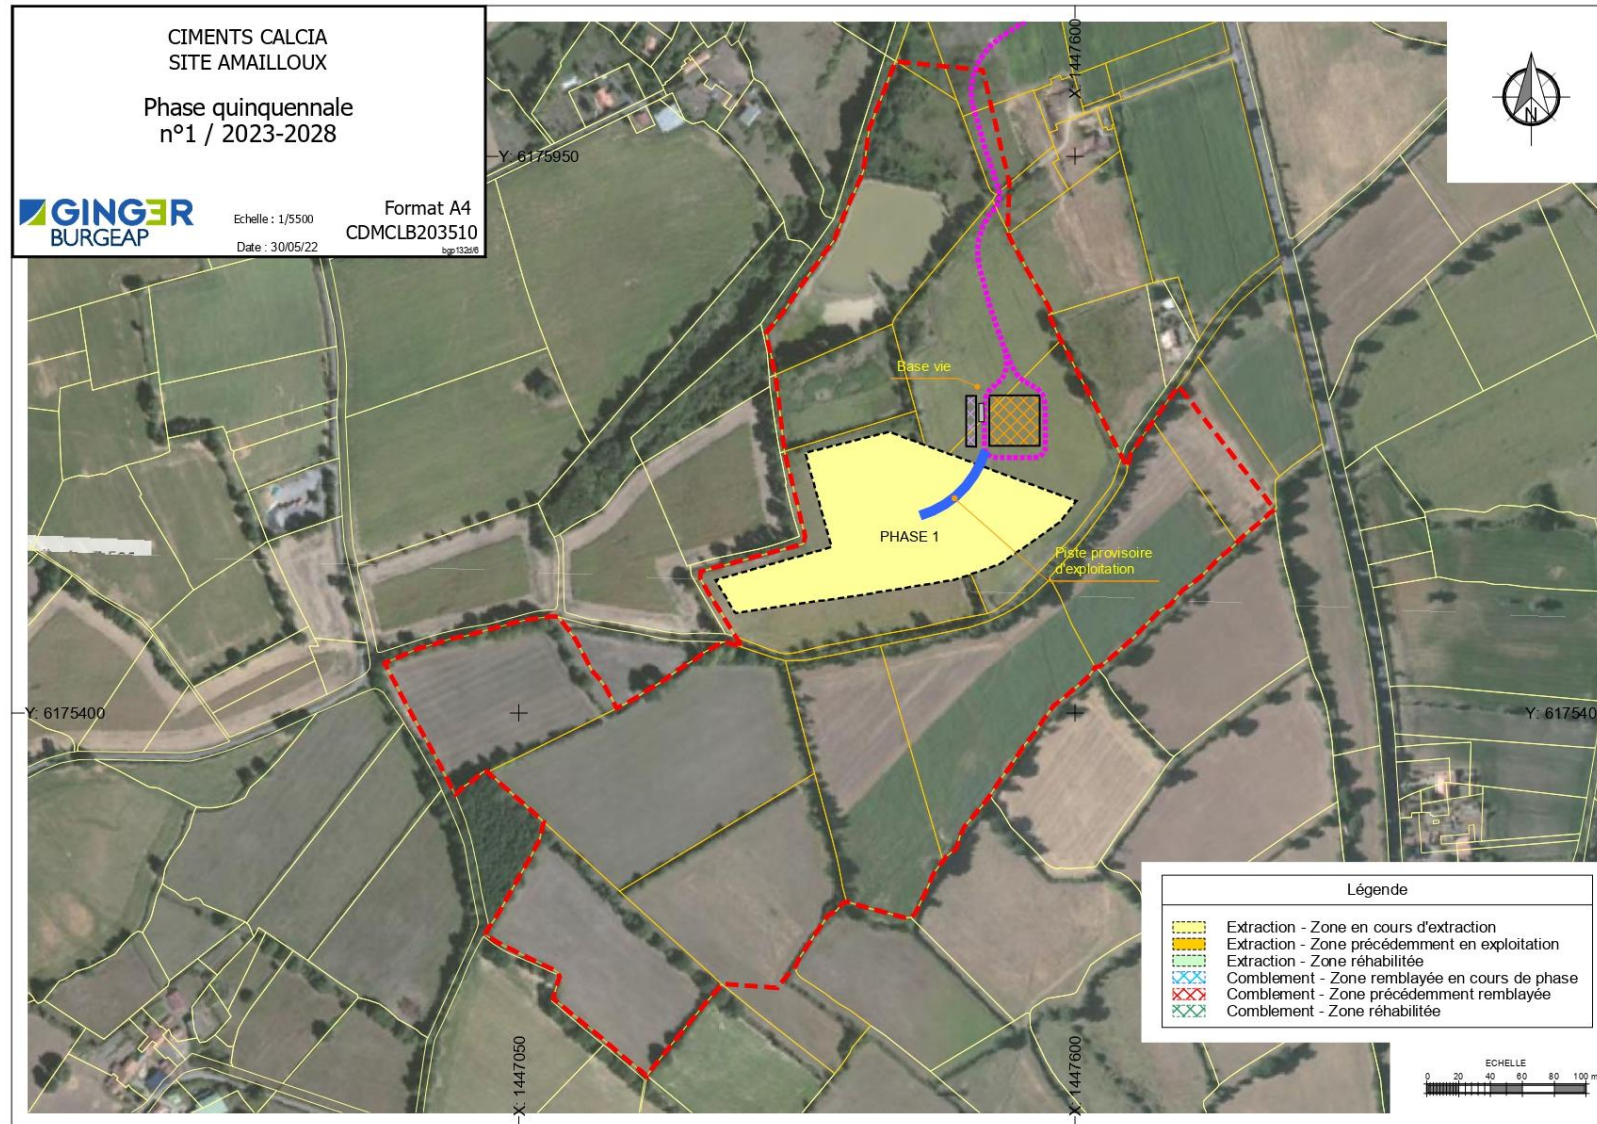 CIMENTS CALCIA
SITE AMAILLOUX
Phase quinquennale
n°1 / 2023-2028
GINGER
BURGEAP
Echelle : 1/5500
Date : 30/05/22
Format A4
CDMCLB203510
bgp132d/6
X: 1447600
N
Y: 6175950
Base vie
PHASE 1
Piste provisoire
d'exploitation
Y: 6175400
Y: 617540
Légende
Extraction - Zone en cours d'extraction
Extraction - Zone précédemment en exploitation
Extraction - Zone réhabilitée
Comblement - Zone remblayée en cours de phase
Comblement - Zone précédemment remblayée
Comblement - Zone réhabilitée
X: 1447050
X: 1447600
ECHELLE
0 20 40 60 80 100 m